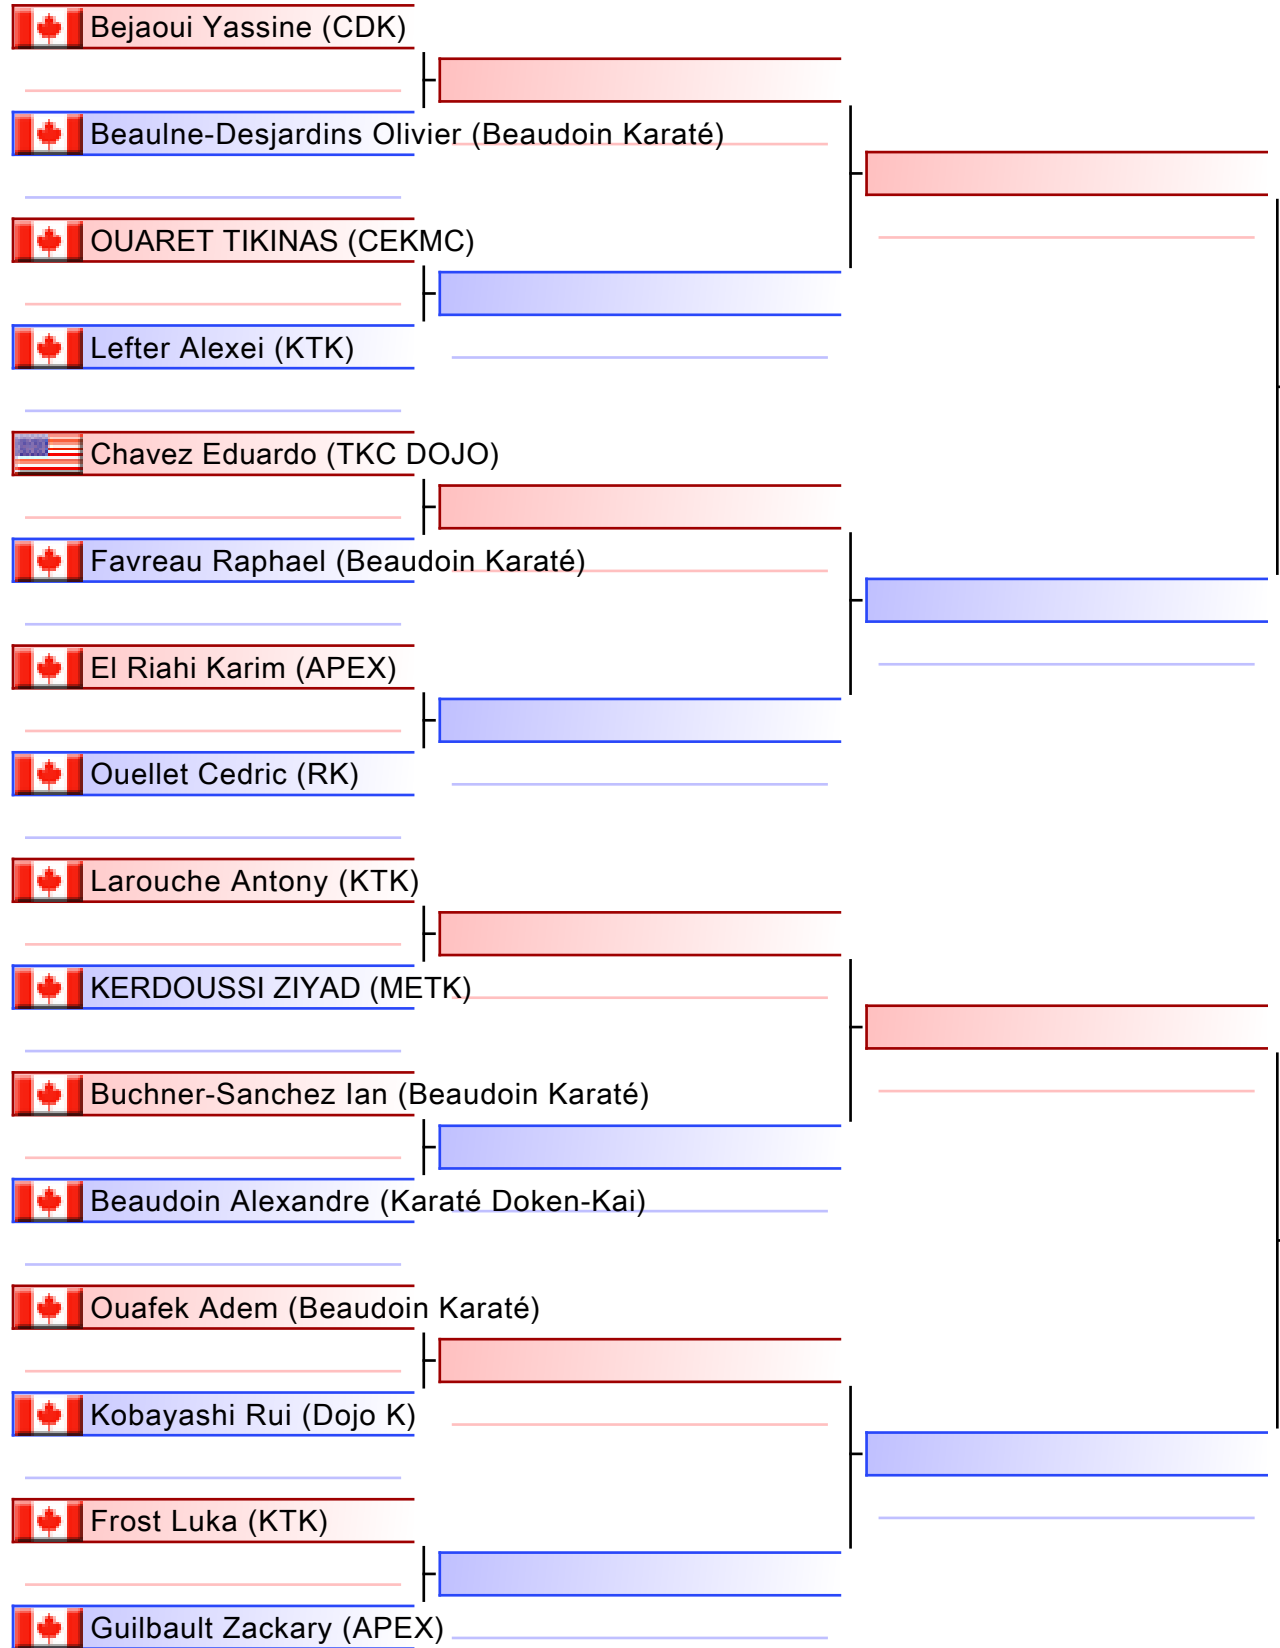 Bejaoui Yassine (CDK)
Beaulne-Desjardins Olivier (Beaudoin Karaté)
OUARET TIKINAS (CEKMC)
Lefter Alexei (KTK)
Chavez Eduardo (TKC DOJO)
Favreau Raphael (Beaudoin Karaté)
El Riahi Karim (APEX)
Ouellet Cedric (RK)
Larouche Antony (KTK)
KERDOUSSI ZIYAD (METK)
Buchner-Sanchez Ian (Beaudoin Karaté)
Beaudoin Alexandre (Karaté Doken-Kai)
Ouafek Adem (Beaudoin Karaté)
Kobayashi Rui (Dojo K)
Frost Luka (KTK)
Guilbault Zackary (APEX)